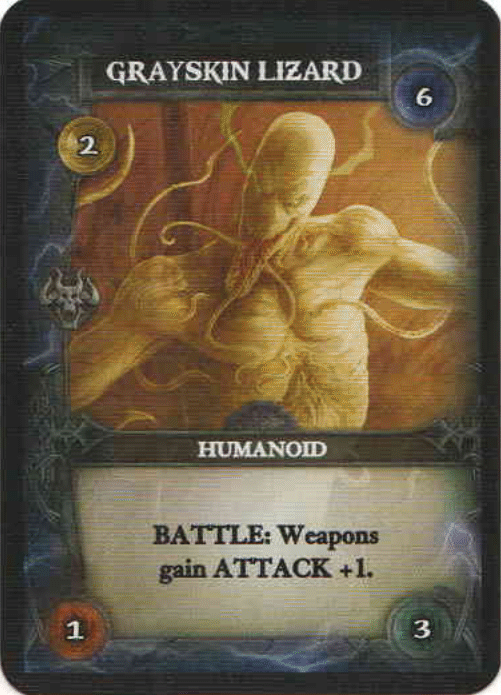 GRAYSKIN LIZARD
6
2
HUMANOID
BATTLE: Weapons
gain ATTACK +1.
1
3